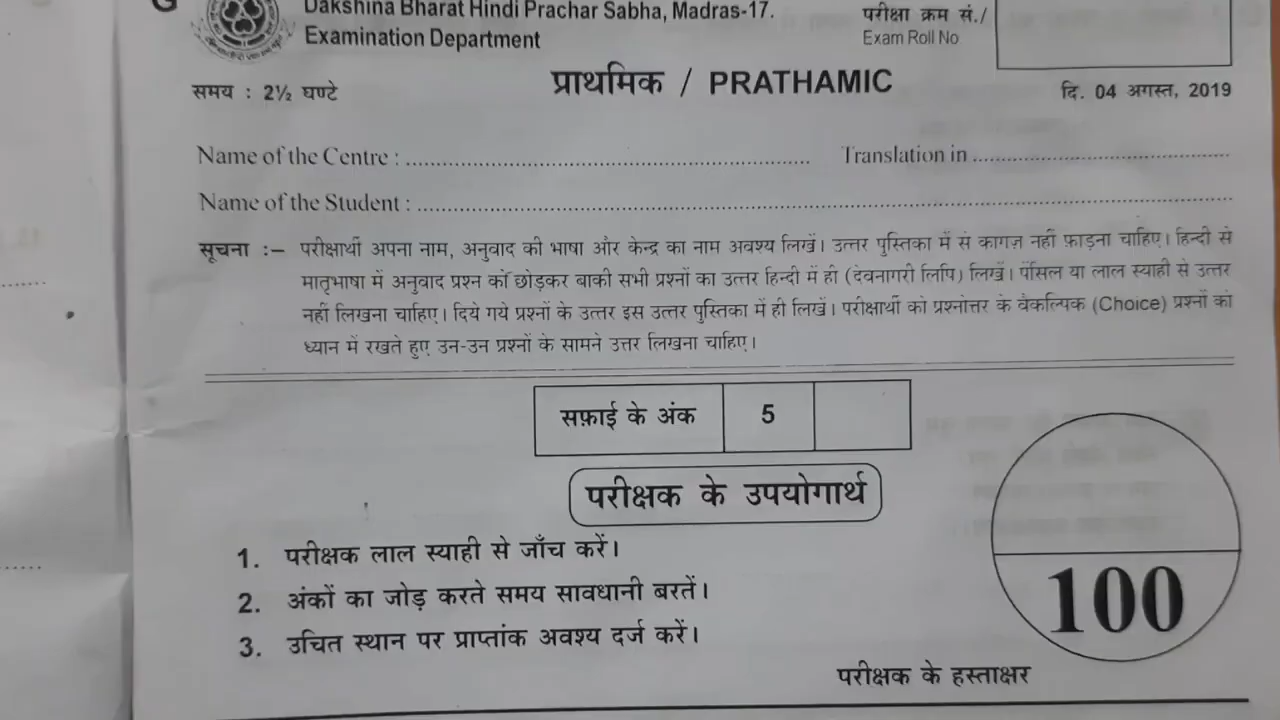 G
Dakshina Bharat Hindi Prachar Sabha, Madras-17.
Examination Department
परीक्षा क्रम सं./
Exam Roll No
समय : 2½ घण्टे
प्राथमिक / PRATHAMIC
दि. 04 अगस्त, 2019
Name of the Centre : ........................ Translation in ........................
Name of the Student : ........................
सूचना :– परीक्षार्थी अपना नाम, अनुवाद की भाषा और केन्द्र का नाम अवश्य लिखें। उत्तर पुस्तिका में से कागज़ नहीं फ़ाड़ना चाहिए। हिन्दी से
मातृभाषा में अनुवाद प्रश्न को छोड़कर बाकी सभी प्रश्नों का उत्तर हिन्दी में ही (देवनागरी लिपि) लिखें। पेंसिल या लाल स्याही से उत्तर
नहीं लिखना चाहिए। दिये गये प्रश्नों के उत्तर इस उत्तर पुस्तिका में ही लिखें। परीक्षार्थी को प्रश्नोत्तर के वैकल्पिक (Choice) प्रश्नों को
ध्यान में रखते हुए उन-उन प्रश्नों के सामने उत्तर लिखना चाहिए।
सफ़ाई के अंक 5
परीक्षक के उपयोगार्थ
1. परीक्षक लाल स्याही से जाँच करें।
2. अंकों का जोड़ करते समय सावधानी बरतें।
3. उचित स्थान पर प्राप्तांक अवश्य दर्ज करें।
100
परीक्षक के हस्ताक्षर